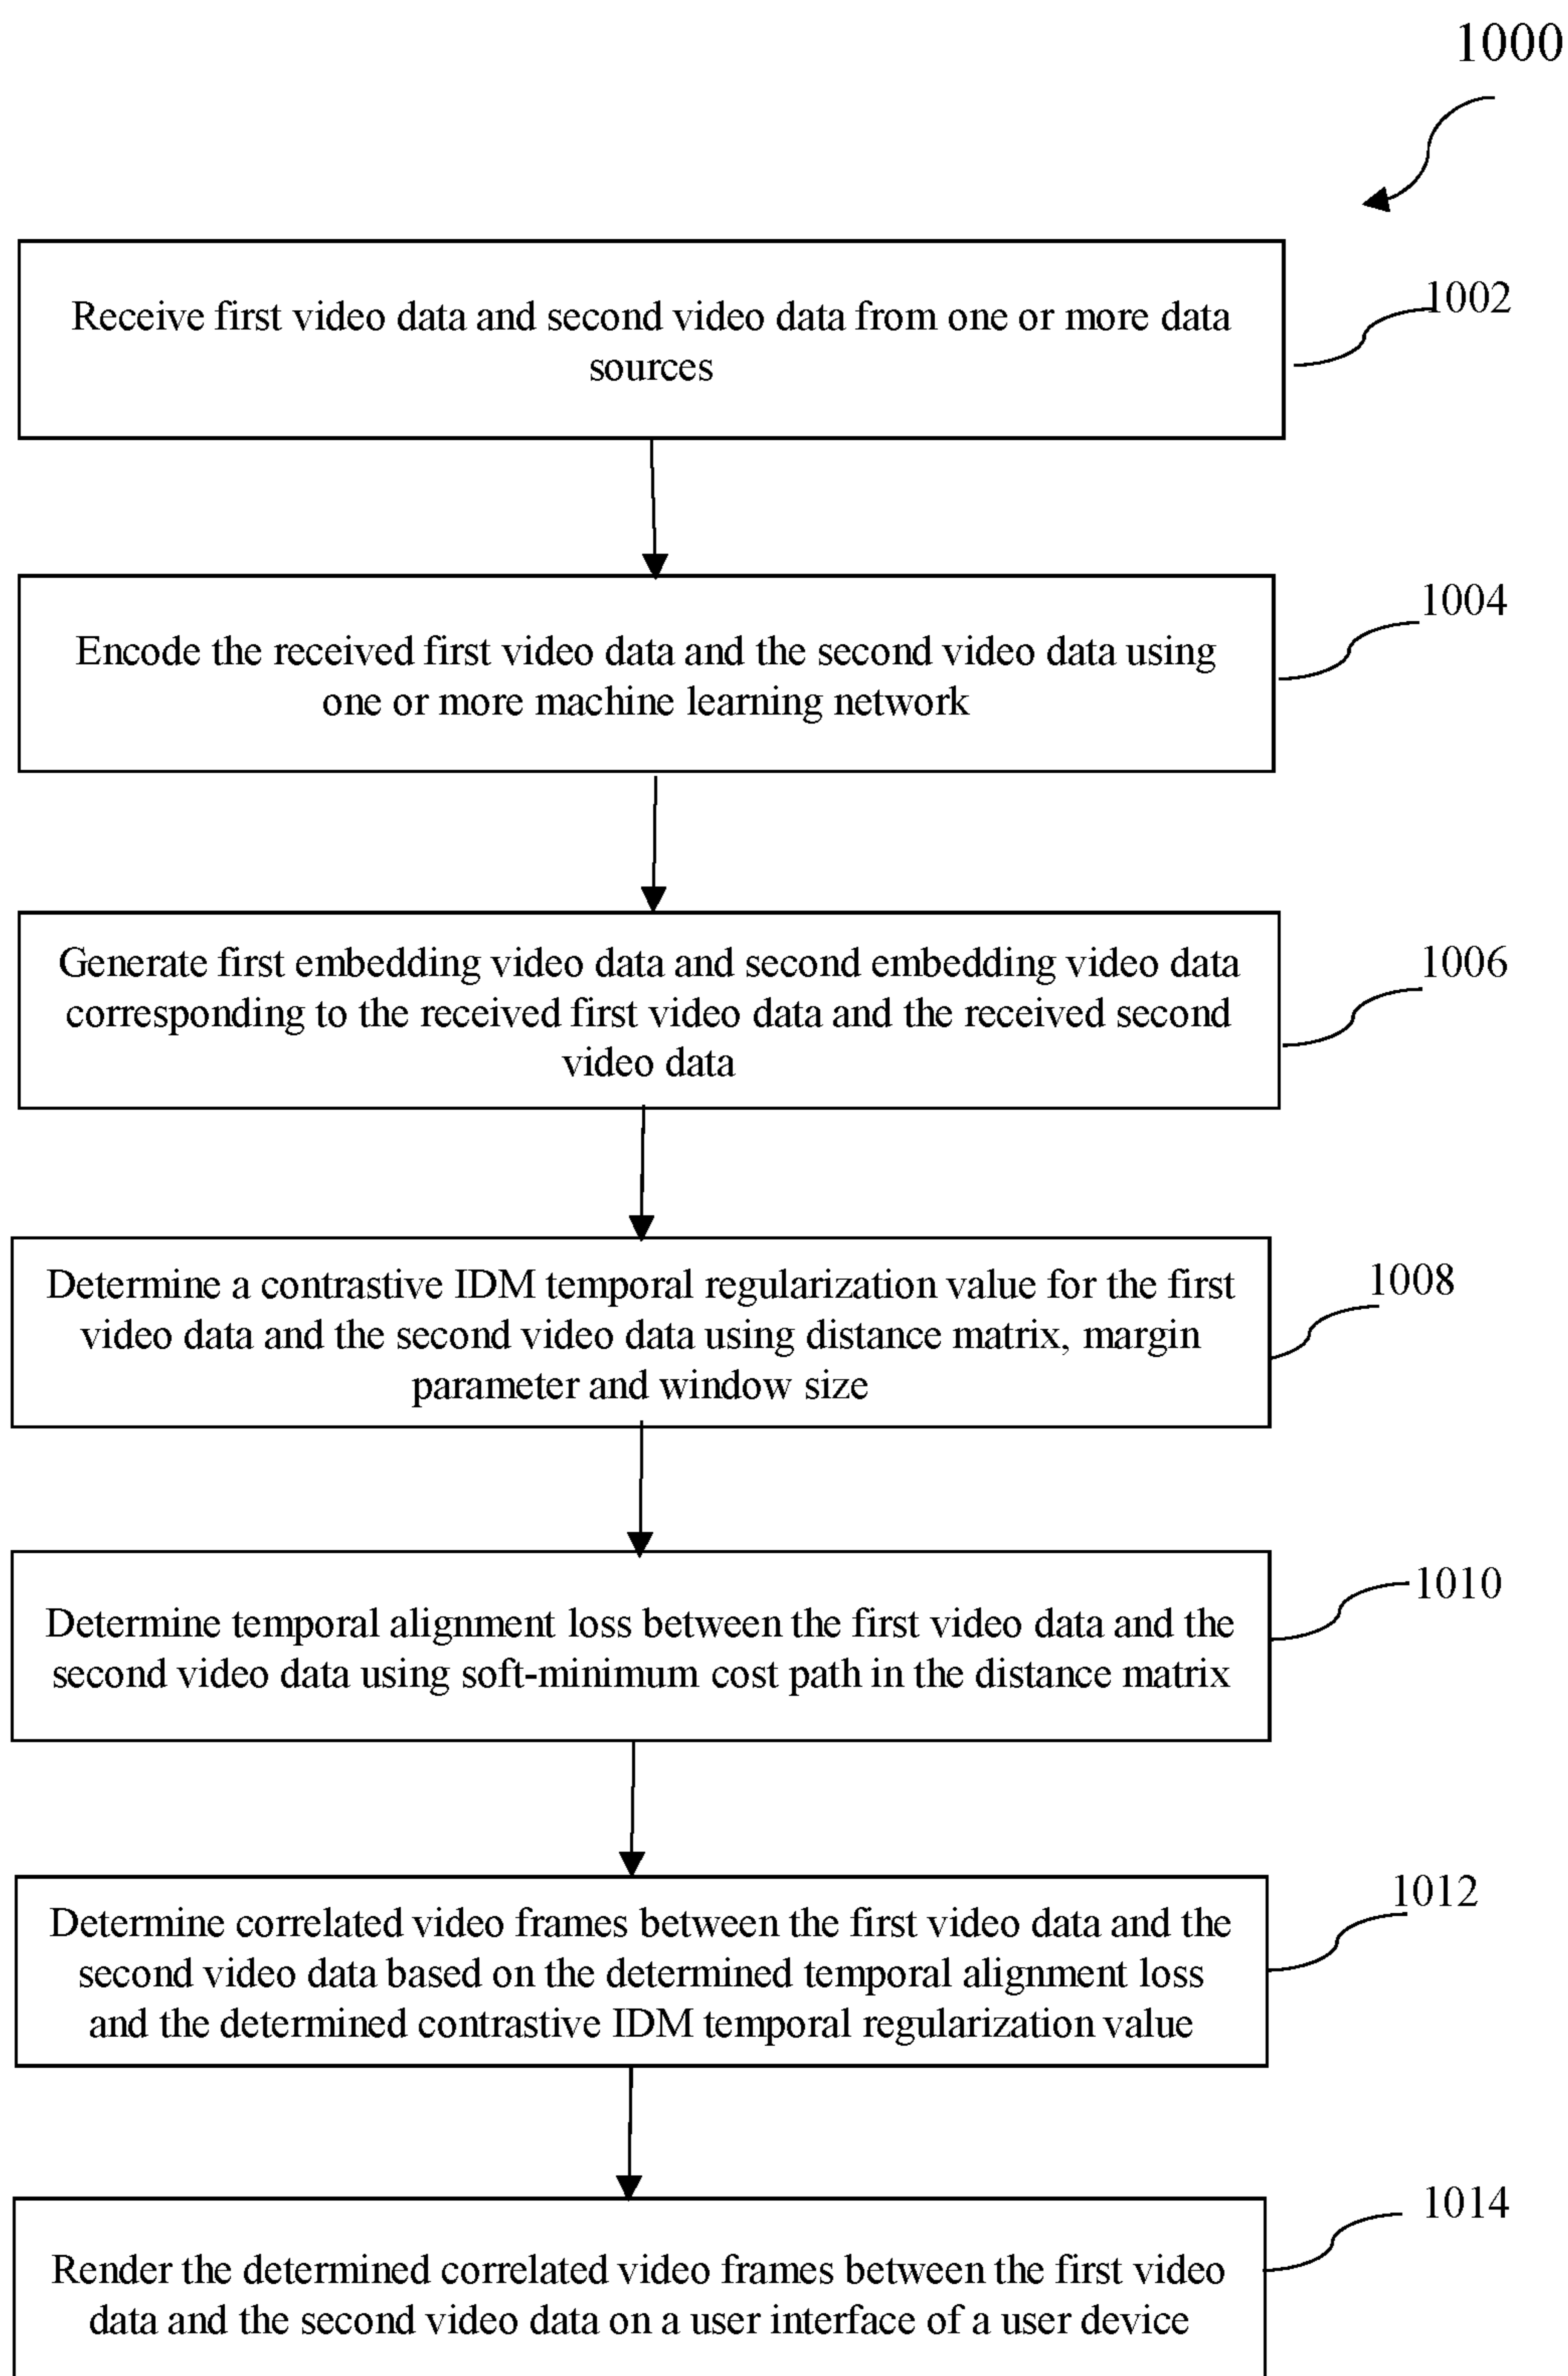 1000
Receive first video data and second video data from one or more data
sources
1002
Encode the received first video data and the second video data using
one or more machine learning network
1004
Generate first embedding video data and second embedding video data
corresponding to the received first video data and the received second
video data
1006
Determine a contrastive IDM temporal regularization value for the first
video data and the second video data using distance matrix, margin
parameter and window size
1008
Determine temporal alignment loss between the first video data and the
second video data using soft-minimum cost path in the distance matrix
1010
Determine correlated video frames between the first video data and the
second video data based on the determined temporal alignment loss
and the determined contrastive IDM temporal regularization value
1012
Render the determined correlated video frames between the first video
data and the second video data on a user interface of a user device
1014